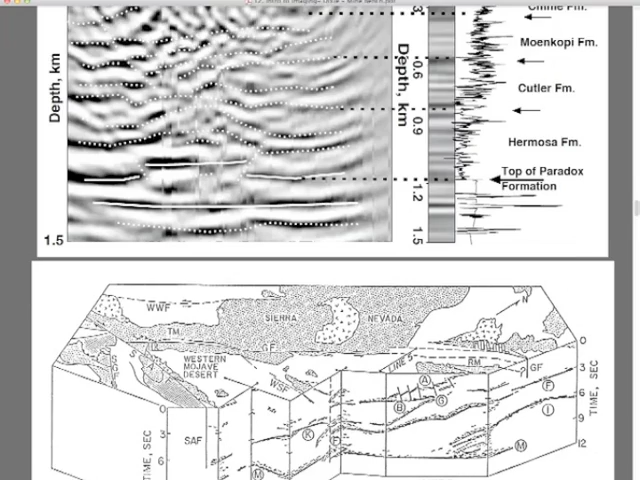 Depth, km
1.5
Depth, km
0.6
0.9
1.2
1.5
Chinle Fm.
Moenkopi Fm.
Cutler Fm.
Hermosa Fm.
Top of Paradox
Formation
WWF
SIERRA
NEVADA
N
TM
GF
WESTERN
MOJAVE
DESERT
S
A
WSF
LINE 5
RM
GF
A
B
G
K
F
I
M
M
SAF
0
3
6
9
12
TIME, SEC
0
6
TIME, SEC